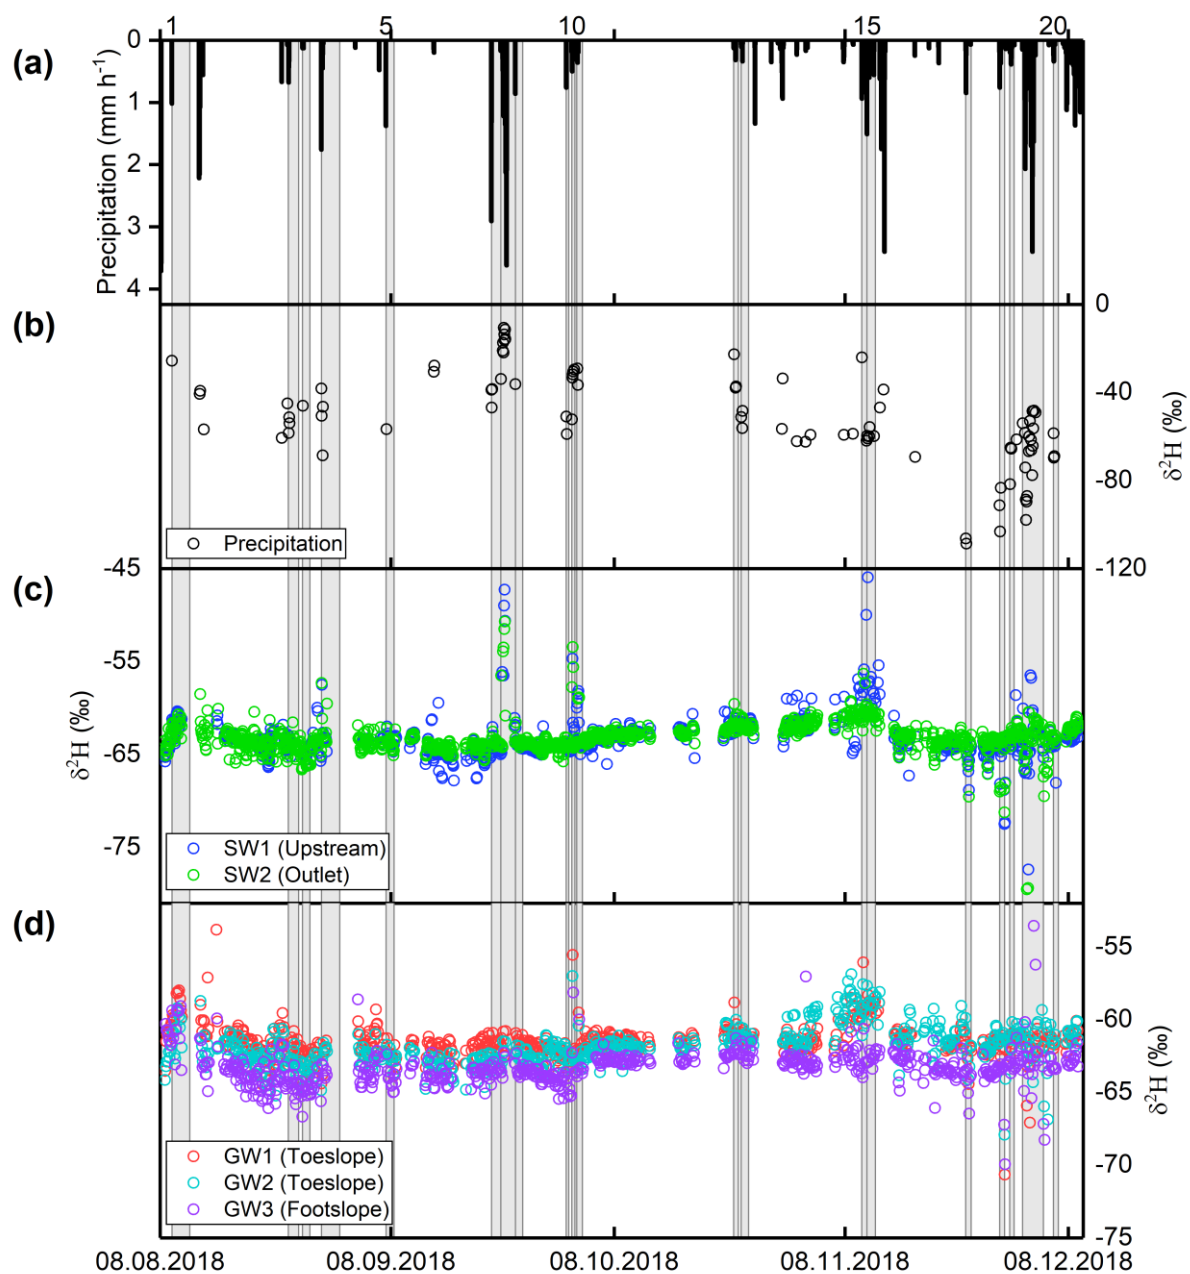 1 5 10 15 20
(a)
0
1
2
3
4
Precipitation (mm h⁻¹)
(b)
0
-40
-80
-120
δ²H (‰)
Precipitation
(c)
-45
-55
-65
-75
δ²H (‰)
SW1 (Upstream)
SW2 (Outlet)
(d)
-55
-60
-65
-70
-75
δ²H (‰)
GW1 (Toeslope)
GW2 (Toeslope)
GW3 (Footslope)
08.08.2018 08.09.2018 08.10.2018 08.11.2018 08.12.2018